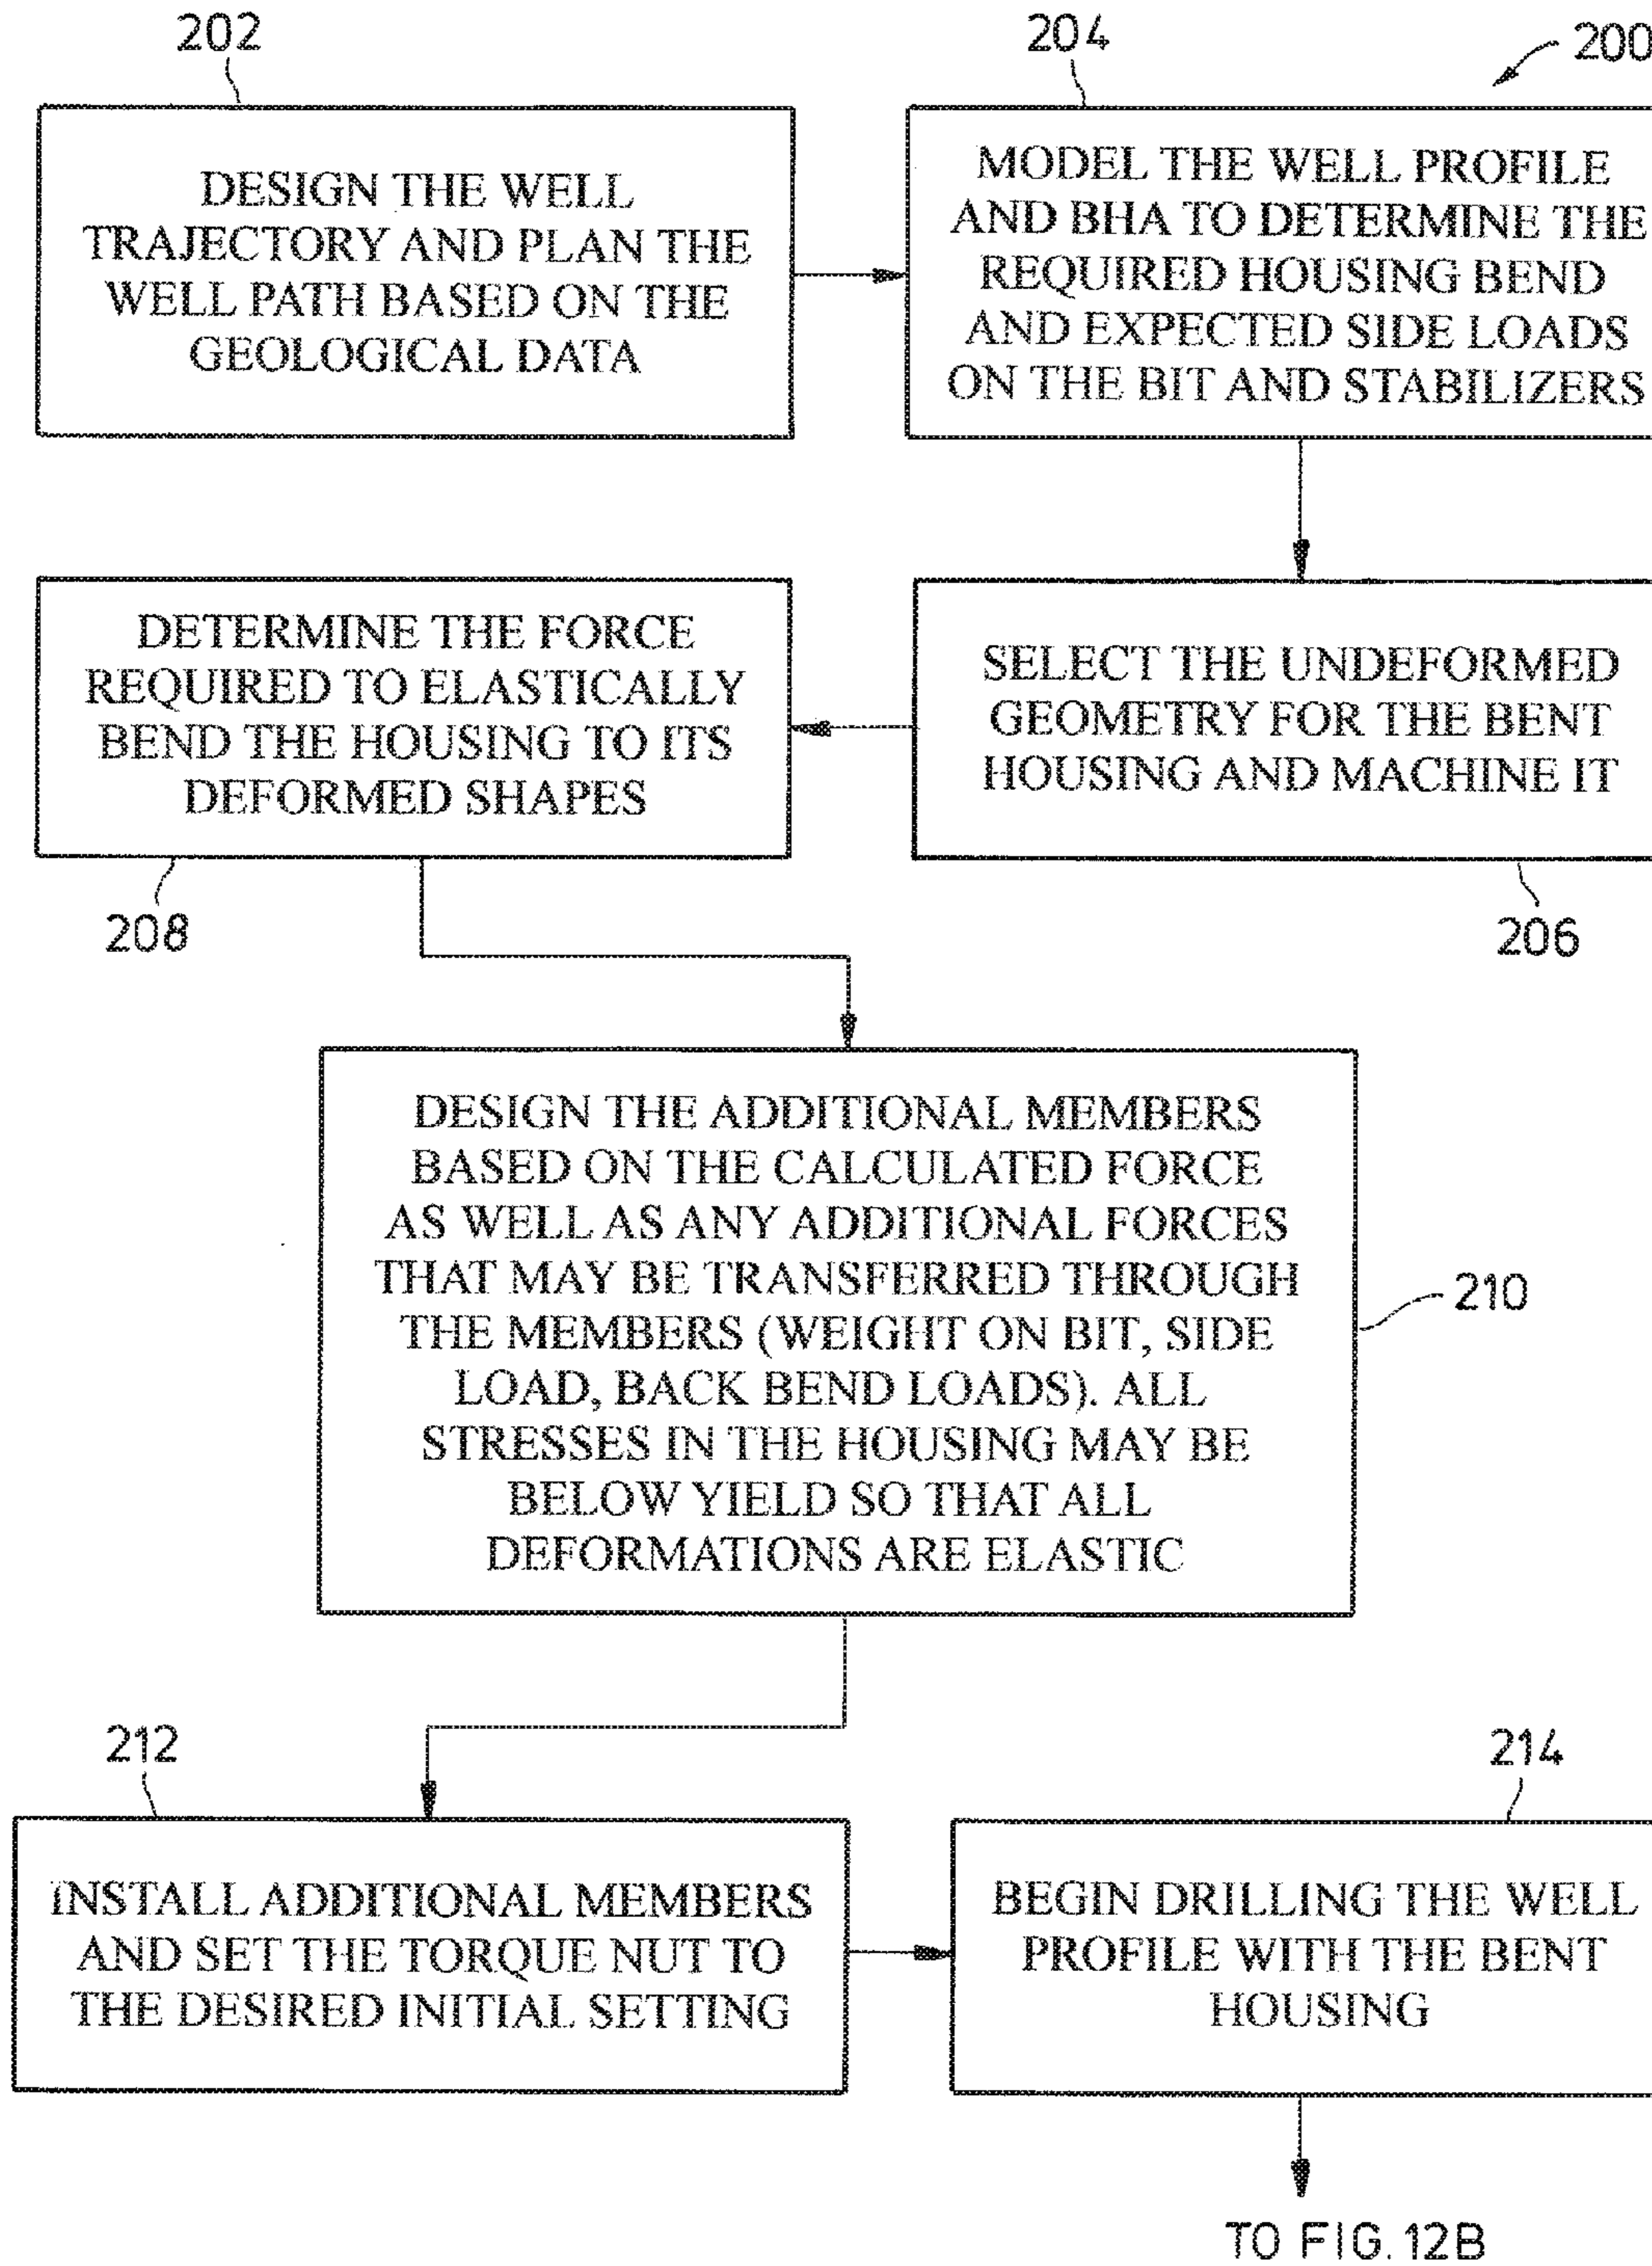 202
204
200
DESIGN THE WELL
TRAJECTORY AND PLAN THE
WELL PATH BASED ON THE
GEOLOGICAL DATA
MODEL THE WELL PROFILE
AND BHA TO DETERMINE THE
REQUIRED HOUSING BEND
AND EXPECTED SIDE LOADS
ON THE BIT AND STABILIZERS
SELECT THE UNDEFORMED
GEOMETRY FOR THE BENT
HOUSING AND MACHINE IT
206
DETERMINE THE FORCE
REQUIRED TO ELASTICALLY
BEND THE HOUSING TO ITS
DEFORMED SHAPES
208
DESIGN THE ADDITIONAL MEMBERS
BASED ON THE CALCULATED FORCE
AS WELL AS ANY ADDITIONAL FORCES
THAT MAY BE TRANSFERRED THROUGH
THE MEMBERS (WEIGHT ON BIT, SIDE
LOAD, BACK BEND LOADS). ALL
STRESSES IN THE HOUSING MAY BE
BELOW YIELD SO THAT ALL
DEFORMATIONS ARE ELASTIC
210
212
INSTALL ADDITIONAL MEMBERS
AND SET THE TORQUE NUT TO
THE DESIRED INITIAL SETTING
214
BEGIN DRILLING THE WELL
PROFILE WITH THE BENT
HOUSING
TO FIG. 12B